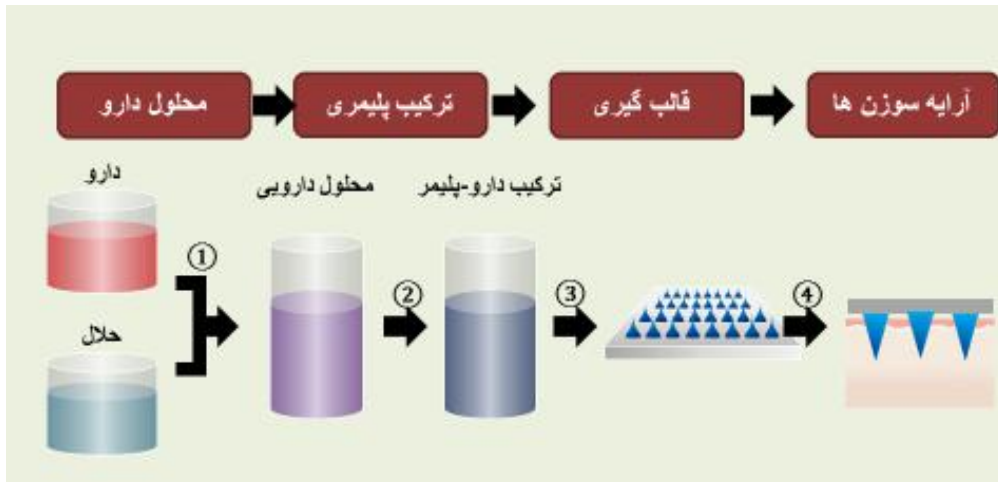 محلول دارو
ترکیب پلیمری
قالب گیری
آرایه سوزن ها
دارو
محلول دارویی
ترکیب دارو-پلیمر
①
②
③
④
حلال